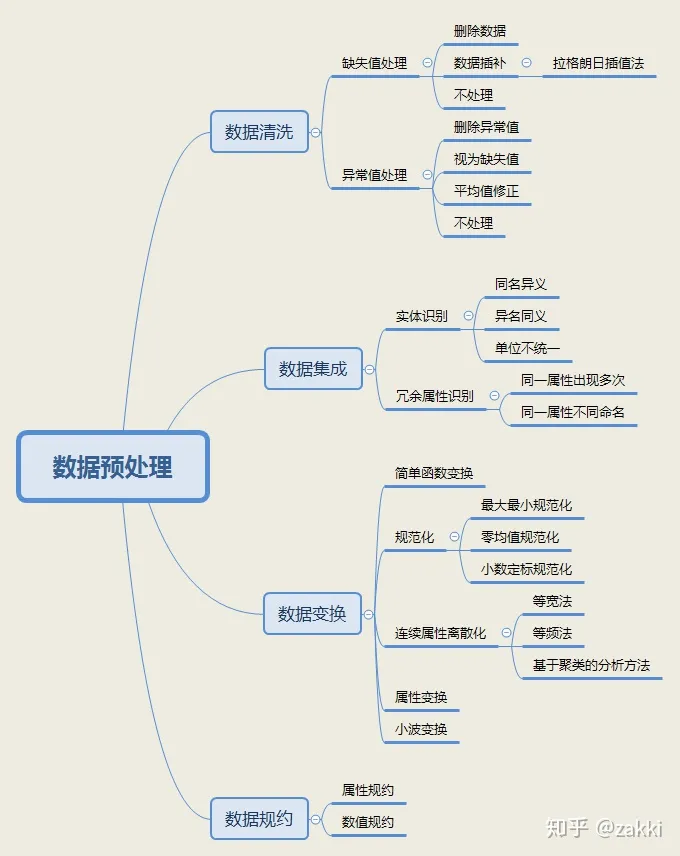 数据预处理
数据清洗
缺失值处理
删除数据
数据插补
拉格朗日插值法
不处理
异常值处理
删除异常值
视为缺失值
平均值修正
不处理
数据集成
实体识别
同名异义
异名同义
单位不统一
冗余属性识别
同一属性出现多次
同一属性不同命名
数据变换
简单函数变换
规范化
最大最小规范化
零均值规范化
小数定标规范化
连续属性离散化
等宽法
等频法
基于聚类的分析方法
属性变换
小波变换
数据规约
属性规约
数值规约
知乎 @zakki